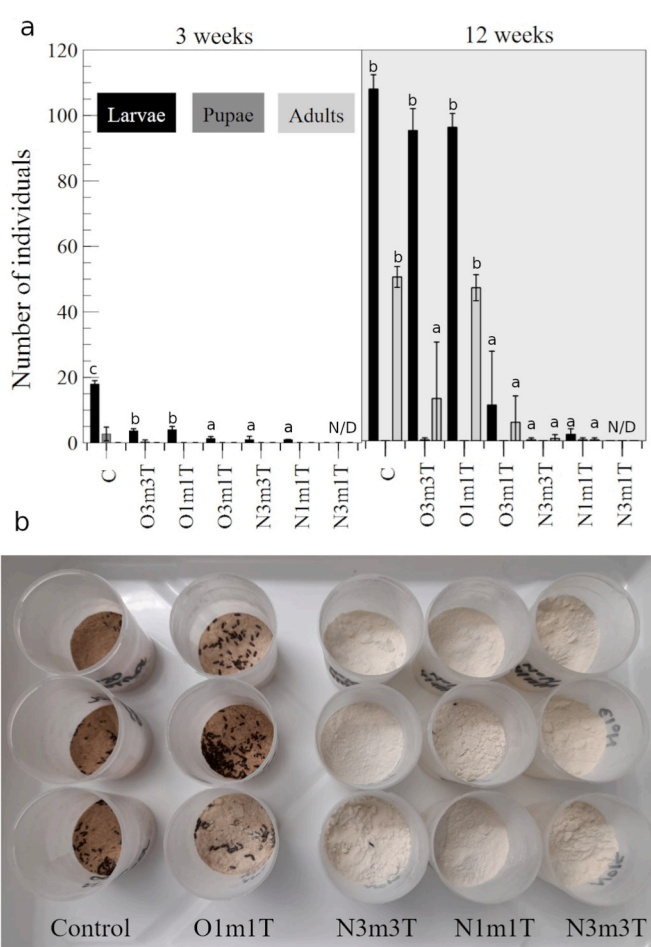 a
3 weeks
12 weeks
Number of individuals
120
100
80
60
40
20
0
Larvae
Pupae
Adults
c
b
b
a
a
a
N/D
b
b
b
b
b
a
a
a
a
a
a
a
N/D
C
O3m3T
O1m1T
O3m1T
N3m3T
N1m1T
N3m1T
C
O3m3T
O1m1T
O3m1T
N3m3T
N1m1T
N3m1T
b
Control
O1m1T
N3m3T
N1m1T
N3m3T